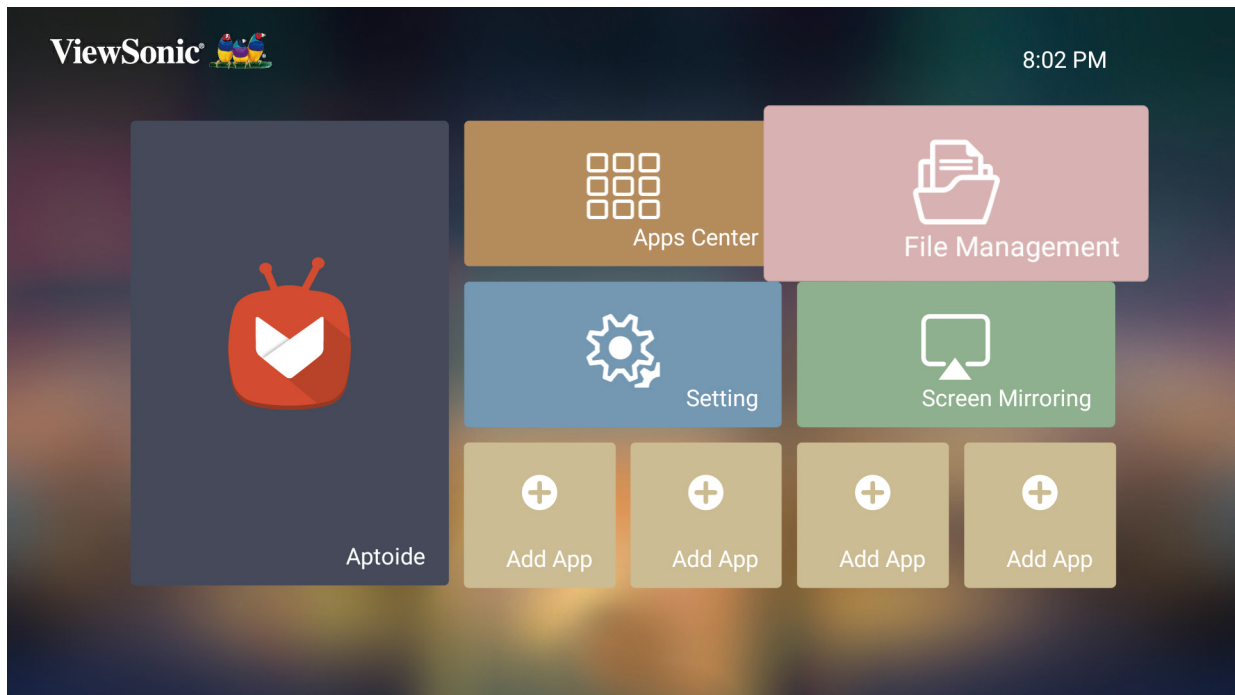 ViewSonic®
8:02 PM
Apps Center
File Management
Setting
Screen Mirroring
Aptoide
Add App
Add App
Add App
Add App